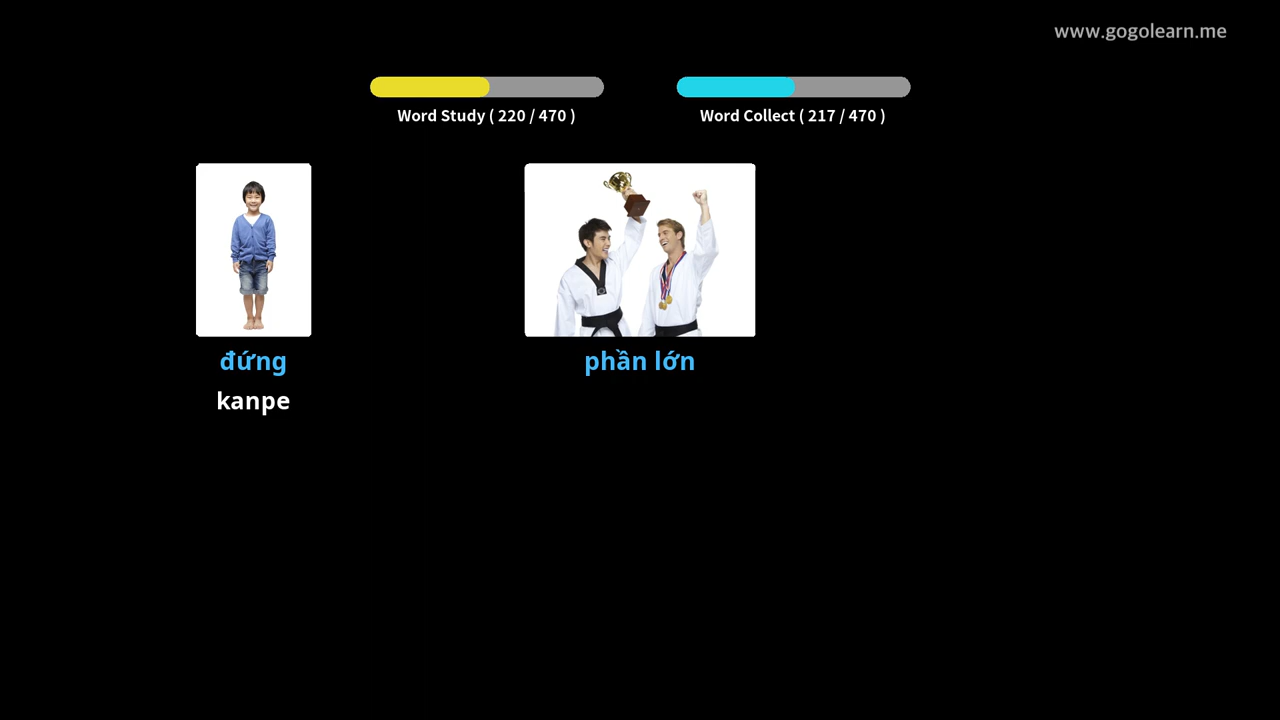 www.gogolearn.me
Word Study ( 220 / 470 )
Word Collect ( 217 / 470 )
đứng
phần lớn
kanpe